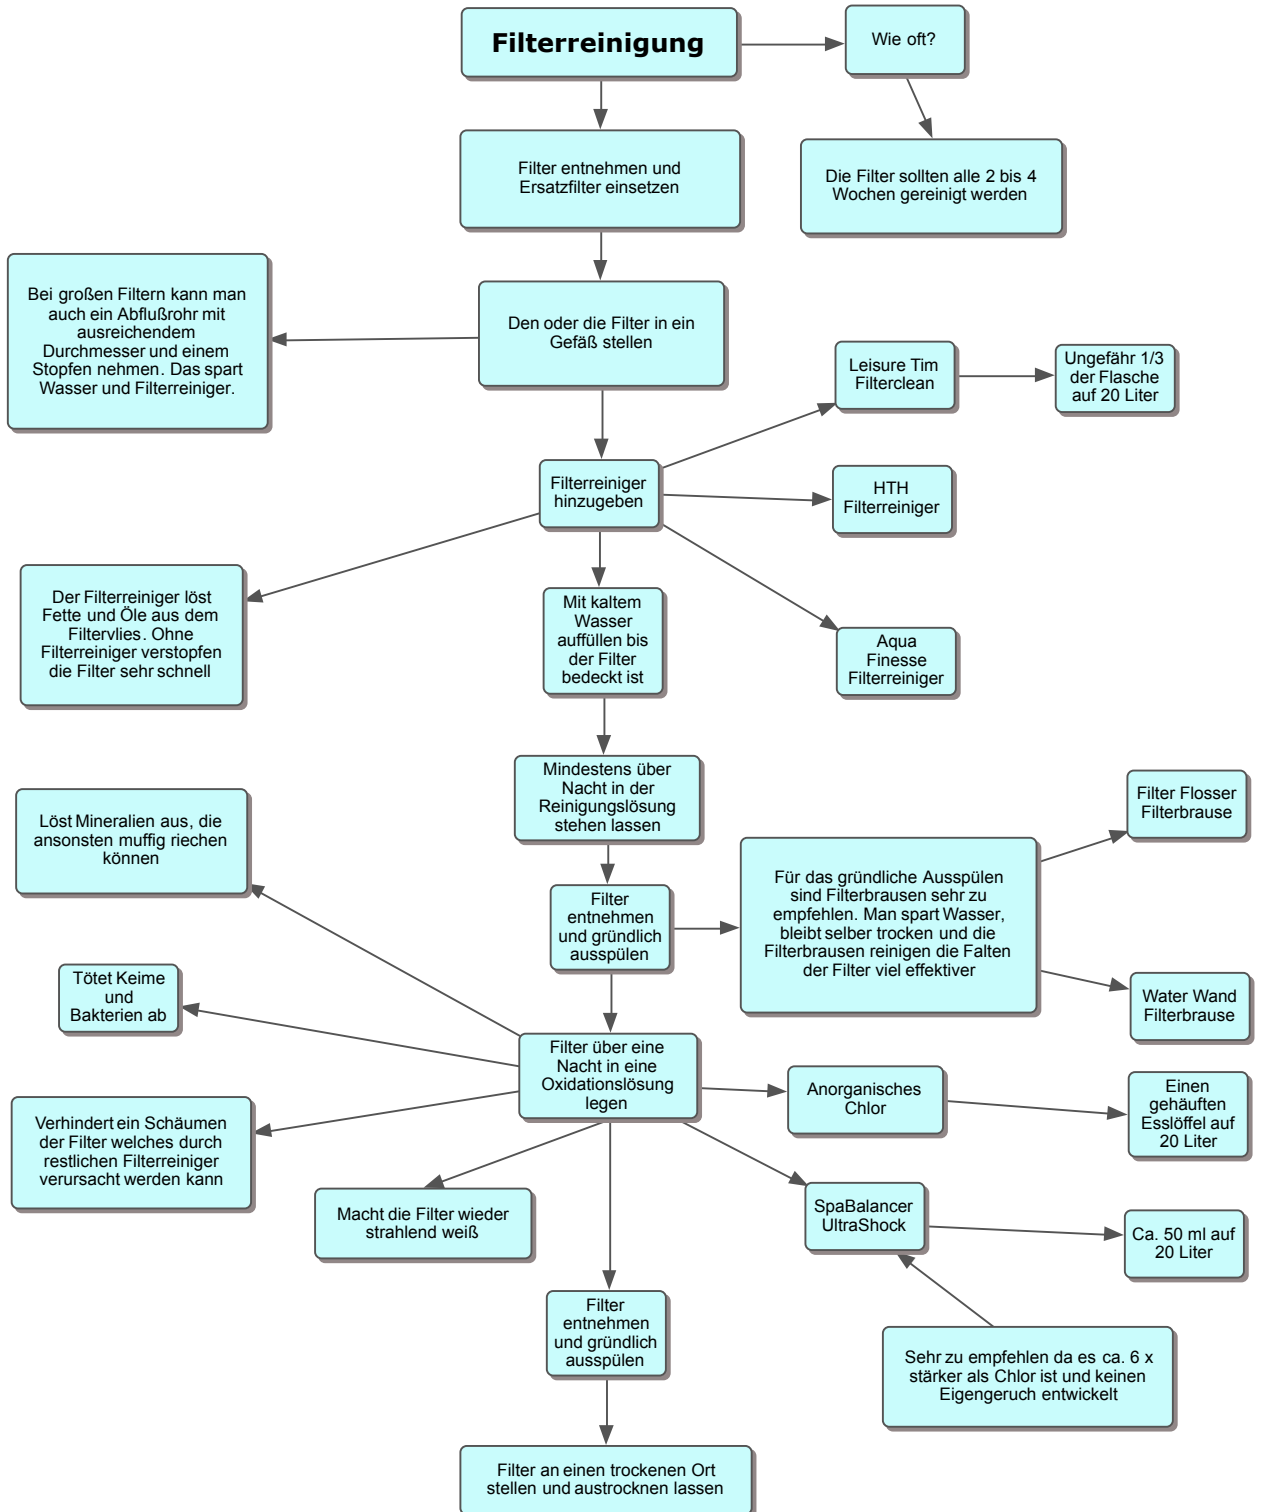 Filterreinigung
Wie oft?
Filter entnehmen und
Ersatzfilter einsetzen
Die Filter sollten alle 2 bis 4
Wochen gereinigt werden
Bei großen Filtern kann man
auch ein Abflußrohr mit
ausreichendem
Durchmesser und einem
Stopfen nehmen. Das spart
Wasser und Filterreiniger.
Den oder die Filter in ein
Gefäß stellen
Leisure Tim
Filterclean
Ungefähr 1/3
der Flasche
auf 20 Liter
Filterreiniger
hinzugeben
HTH
Filterreiniger
Der Filterreiniger löst
Fette und Öle aus dem
Filtervlies. Ohne
Filterreiniger verstopfen
die Filter sehr schnell
Mit kaltem
Wasser
auffüllen bis
der Filter
bedeckt ist
Aqua
Finesse
Filterreiniger
Mindestens über
Nacht in der
Reinigungslösung
stehen lassen
Löst Mineralien aus, die
ansonsten muffig riechen
können
Filter Flosser
Filterbrause
Für das gründliche Ausspülen
sind Filterbrausen sehr zu
empfehlen. Man spart Wasser,
bleibt selber trocken und die
Filterbrausen reinigen die Falten
der Filter viel effektiver
Filter
entnehmen
und gründlich
ausspülen
Tötet Keime
und
Bakterien ab
Water Wand
Filterbrause
Filter über eine
Nacht in eine
Oxidationslösung
legen
Anorganisches
Chlor
Einen
gehäuften
Esslöffel auf
20 Liter
Verhindert ein Schäumen
der Filter welches durch
restlichen Filterreiniger
verursacht werden kann
Macht die Filter wieder
strahlend weiß
SpaBalancer
UltraShock
Ca. 50 ml auf
20 Liter
Filter
entnehmen
und gründlich
ausspülen
Sehr zu empfehlen da es ca. 6 x
stärker als Chlor ist und keinen
Eigengeruch entwickelt
Filter an einen trockenen Ort
stellen und austrocknen lassen